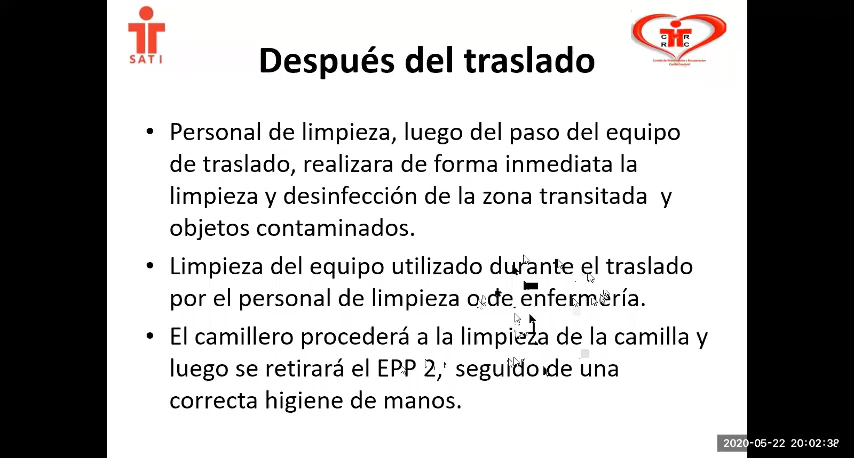 SATI
C R
R C
Después del traslado
• Personal de limpieza, luego del paso del equipo
de traslado, realizara de forma inmediata la
limpieza y desinfección de la zona transitada y
objetos contaminados.
• Limpieza del equipo utilizado durante el traslado
por el personal de limpieza o de enfermería.
• El camillero procederá a la limpieza de la camilla y
luego se retirará el EPP 2, seguido de una
correcta higiene de manos.
2020-05-22 20:02:38